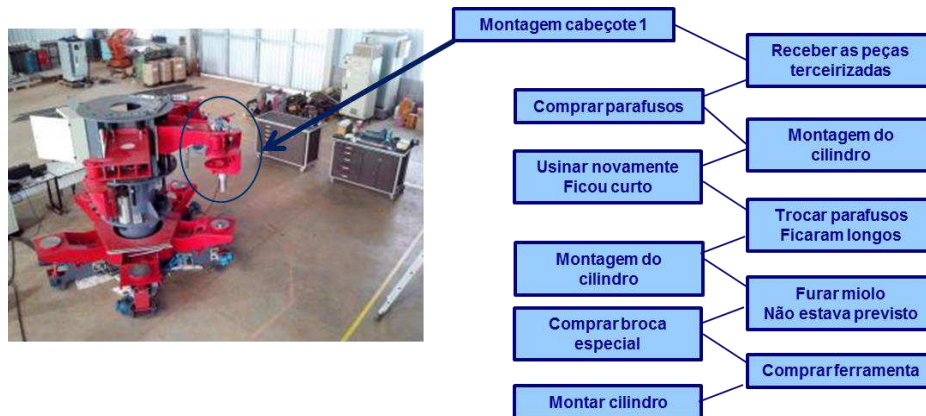 Montagem cabeçote 1
Receber as peças
terceirizadas
Comprar parafusos
Montagem do
cilindro
Usinar novamente
Ficou curto
Trocar parafusos
Ficaram longos
Montagem do
cilindro
Furar miolo
Não estava previsto
Comprar broca
especial
Comprar ferramenta
Montar cilindro